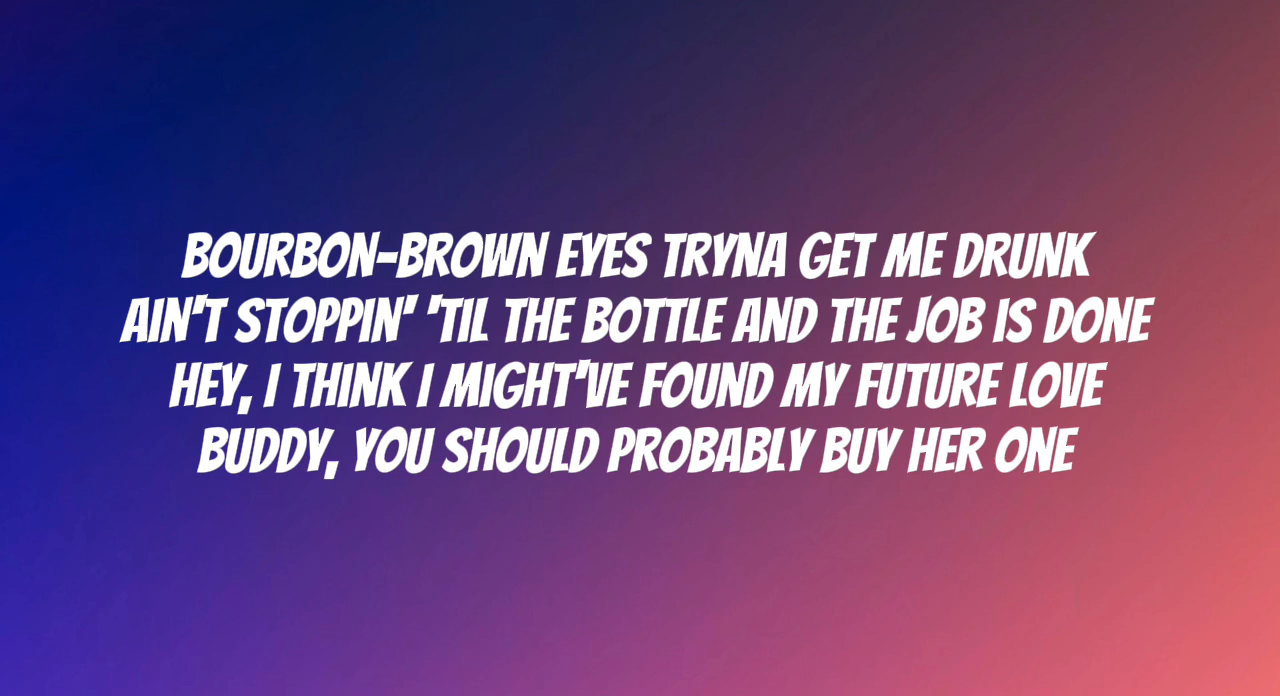 BOURBON-BROWN EYES TRYNA GET ME DRUNK
AIN'T STOPPIN' 'TIL THE BOTTLE AND THE JOB IS DONE
HEY, I THINK I MIGHT'VE FOUND MY FUTURE LOVE
BUDDY, YOU SHOULD PROBABLY BUY HER ONE